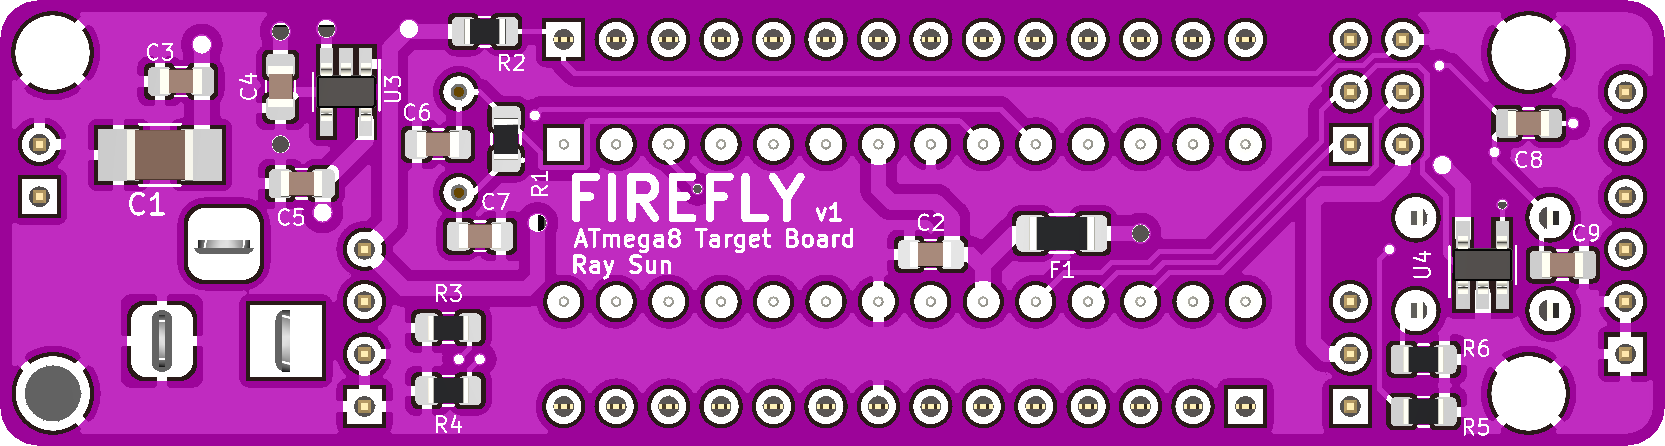 C3
C4
U3
R2
C6
C1
C5
R1
C7
FIREFLY v1
ATmega8 Target Board
Ray Sun
C2
F1
C8
C9
U4
R3
R4
R6
R5